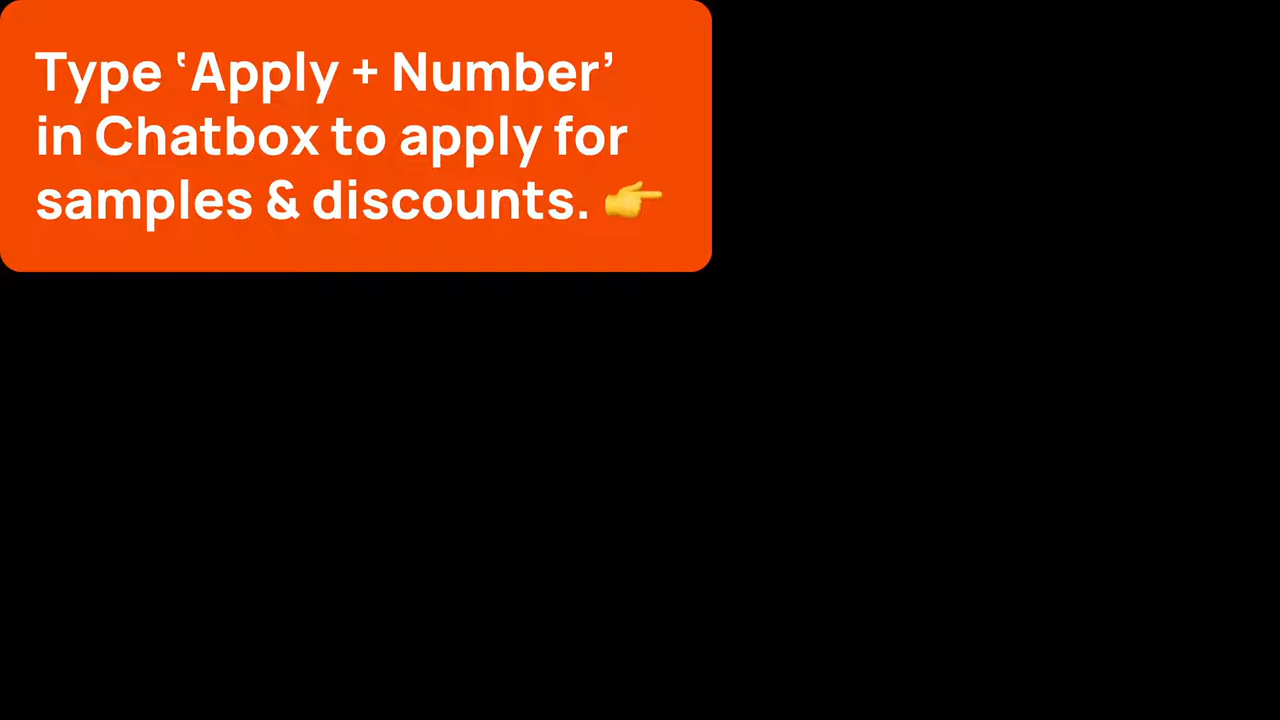 Type ‘Apply + Number’
in Chatbox to apply for
samples & discounts. 👉